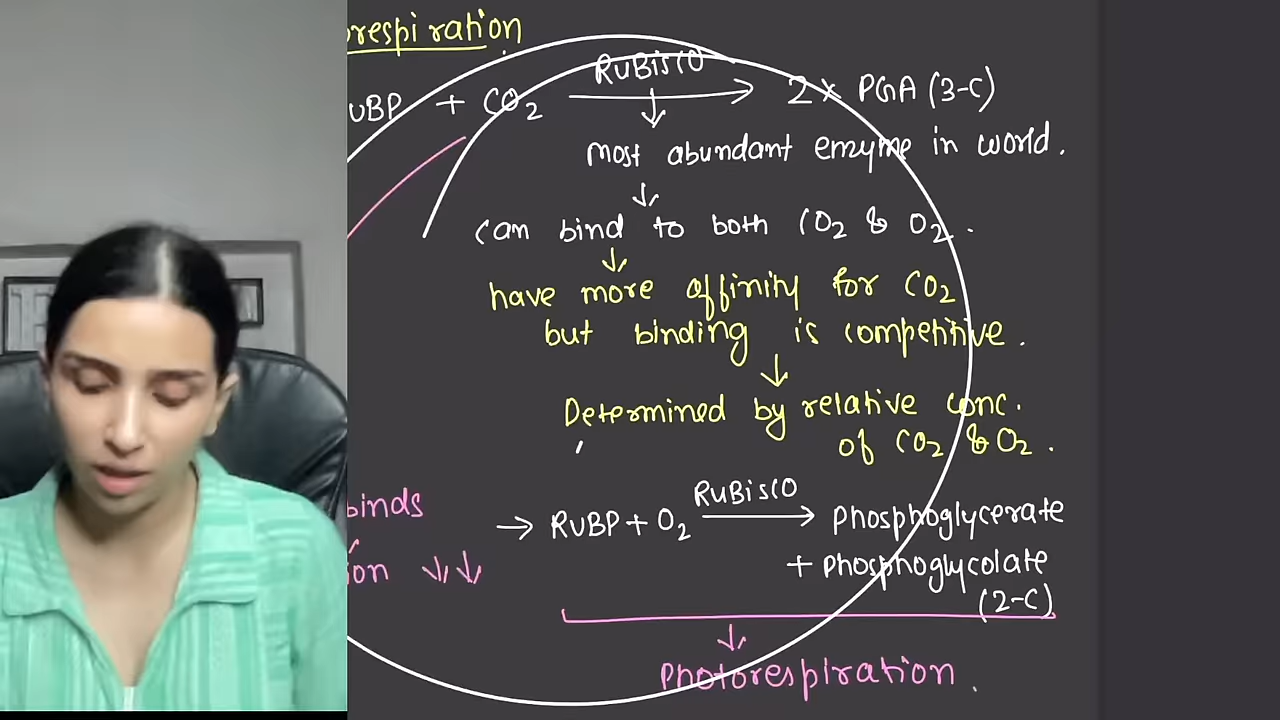 respiration
UBP + CO2 RuBisCO → 2x PGA (3-C)
↓
Most abundant enzyme in world.
↓
Can bind to both CO2 & O2.
↓
have more affinity for CO2
but binding is competitive.
↓
Determined by relative conc.
of CO2 & O2.
binds
→ RUBP + O2 RuBisCO → Phosphoglycerate
ion ↓↓
+ Phosphoglycolate
(2-C)
↓
Photorespiration.